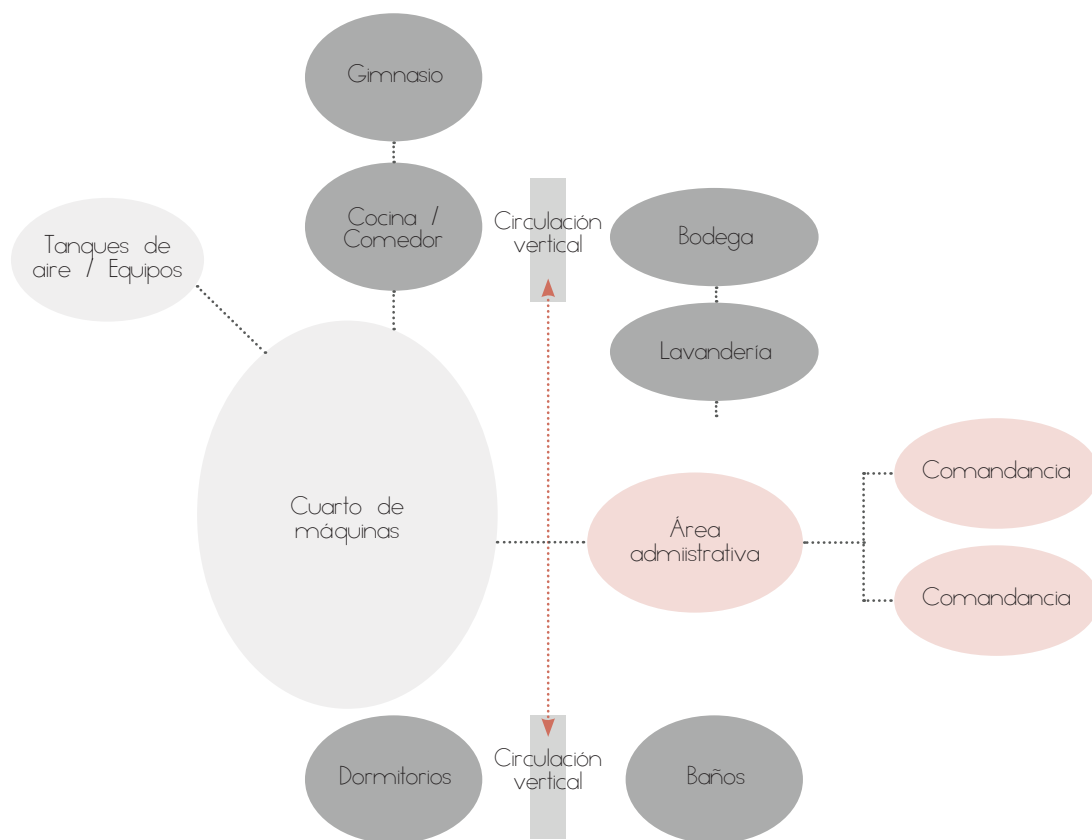 Gimnasio
Cocina /
Comedor
Circulación
vertical
Bodega
Tanques de
aire / Equipos
Lavandería
Comandancia
Cuarto de
máquinas
Área
admiistrativa
Comandancia
Dormitorios
Circulación
vertical
Baños